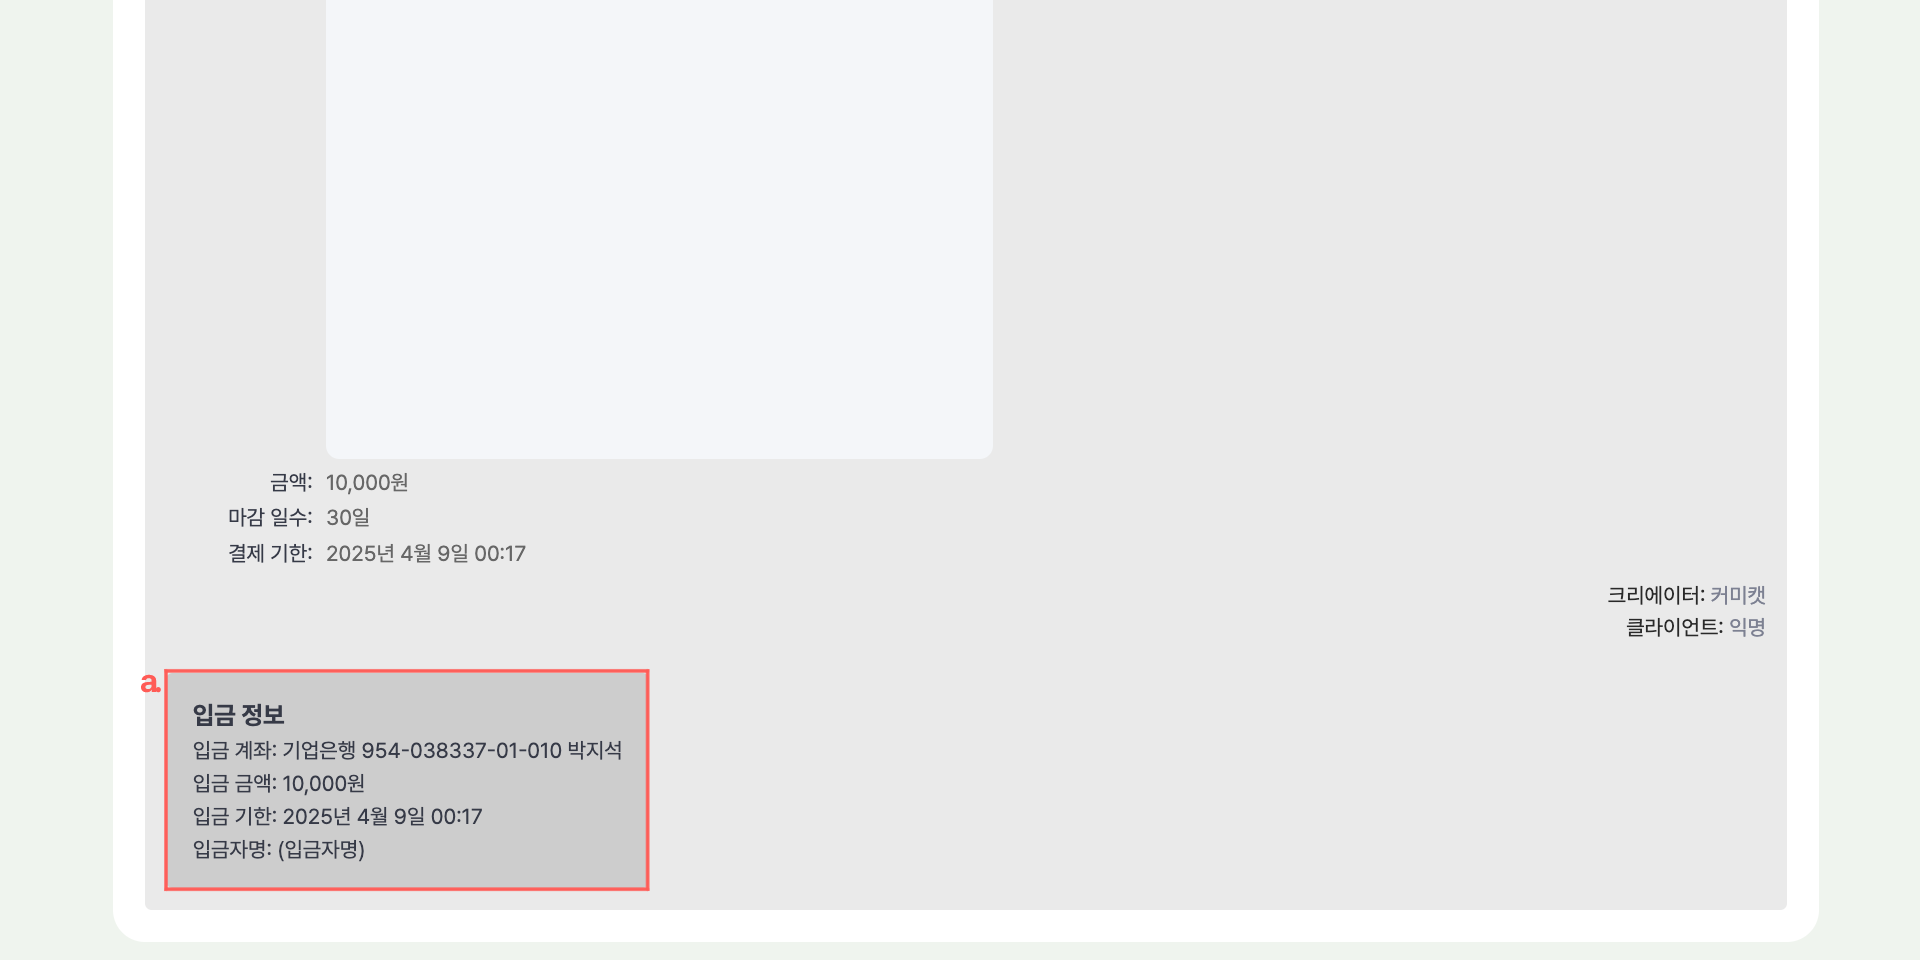 금액: 10,000원
마감 일수: 30일
결제 기한: 2025년 4월 9일 00:17
크리에이터: 커미캣
클라이언트: 익명
a.
입금 정보
입금 계좌: 기업은행 954-038337-01-010 박지석
입금 금액: 10,000원
입금 기한: 2025년 4월 9일 00:17
입금자명: (입금자명)